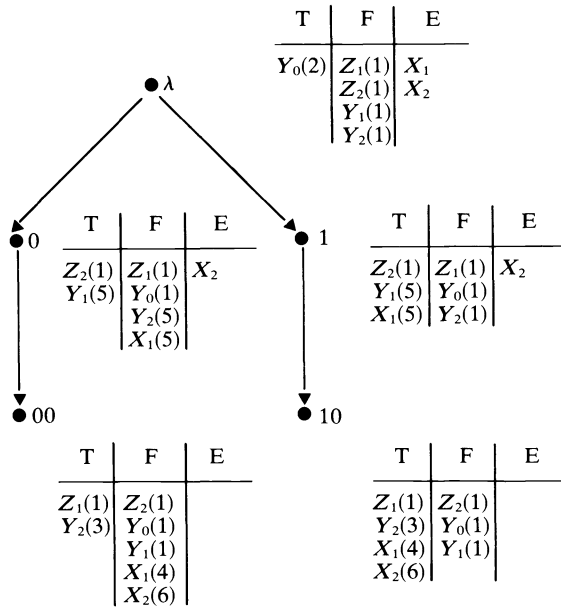 T F E
Y₀(2) Z₁(1) X₁
Z₂(1) X₂
Y₁(1)
Y₂(1)
λ
0
T F E
Z₂(1) Z₁(1) X₂
Y₁(5) Y₀(1)
Y₂(5)
X₁(5)
1
T F E
Z₂(1) Z₁(1) X₂
Y₁(5) Y₀(1)
X₁(5) Y₂(1)
00
T F E
Z₁(1) Z₂(1)
Y₂(3) Y₀(1)
Y₁(1)
X₁(4)
X₂(6)
10
T F E
Z₁(1) Z₂(1)
Y₂(3) Y₀(1)
X₁(4) Y₁(1)
X₂(6)